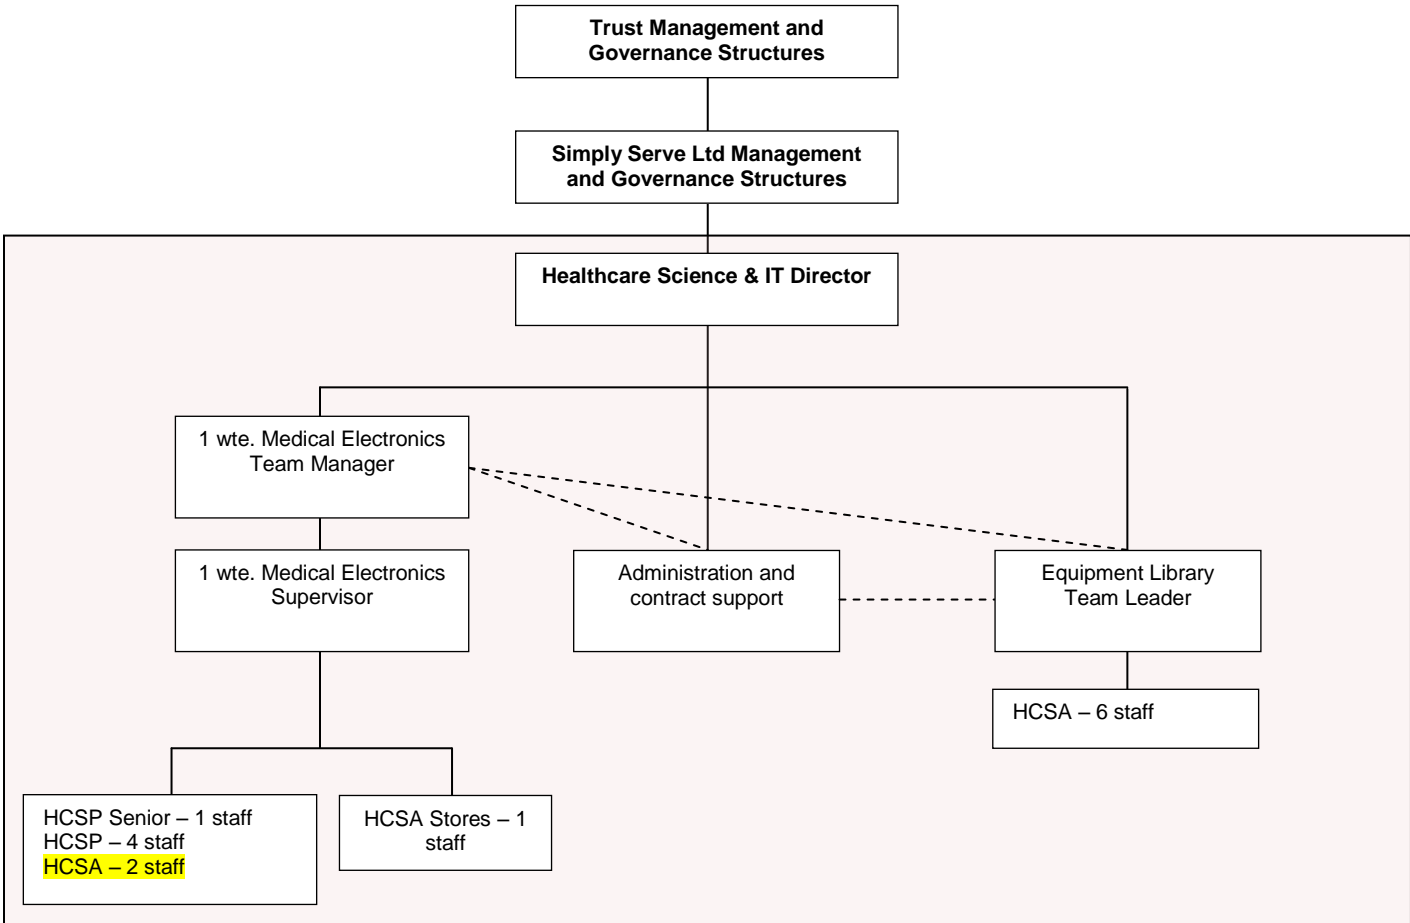 Trust Management and
Governance Structures
Simply Serve Ltd Management
and Governance Structures
Healthcare Science & IT Director
1 wte. Medical Electronics
Team Manager
1 wte. Medical Electronics
Supervisor
Administration and
contract support
Equipment Library
Team Leader
HCSA – 6 staff
HCSP Senior – 1 staff
HCSP – 4 staff
HCSA – 2 staff
HCSA Stores – 1
staff